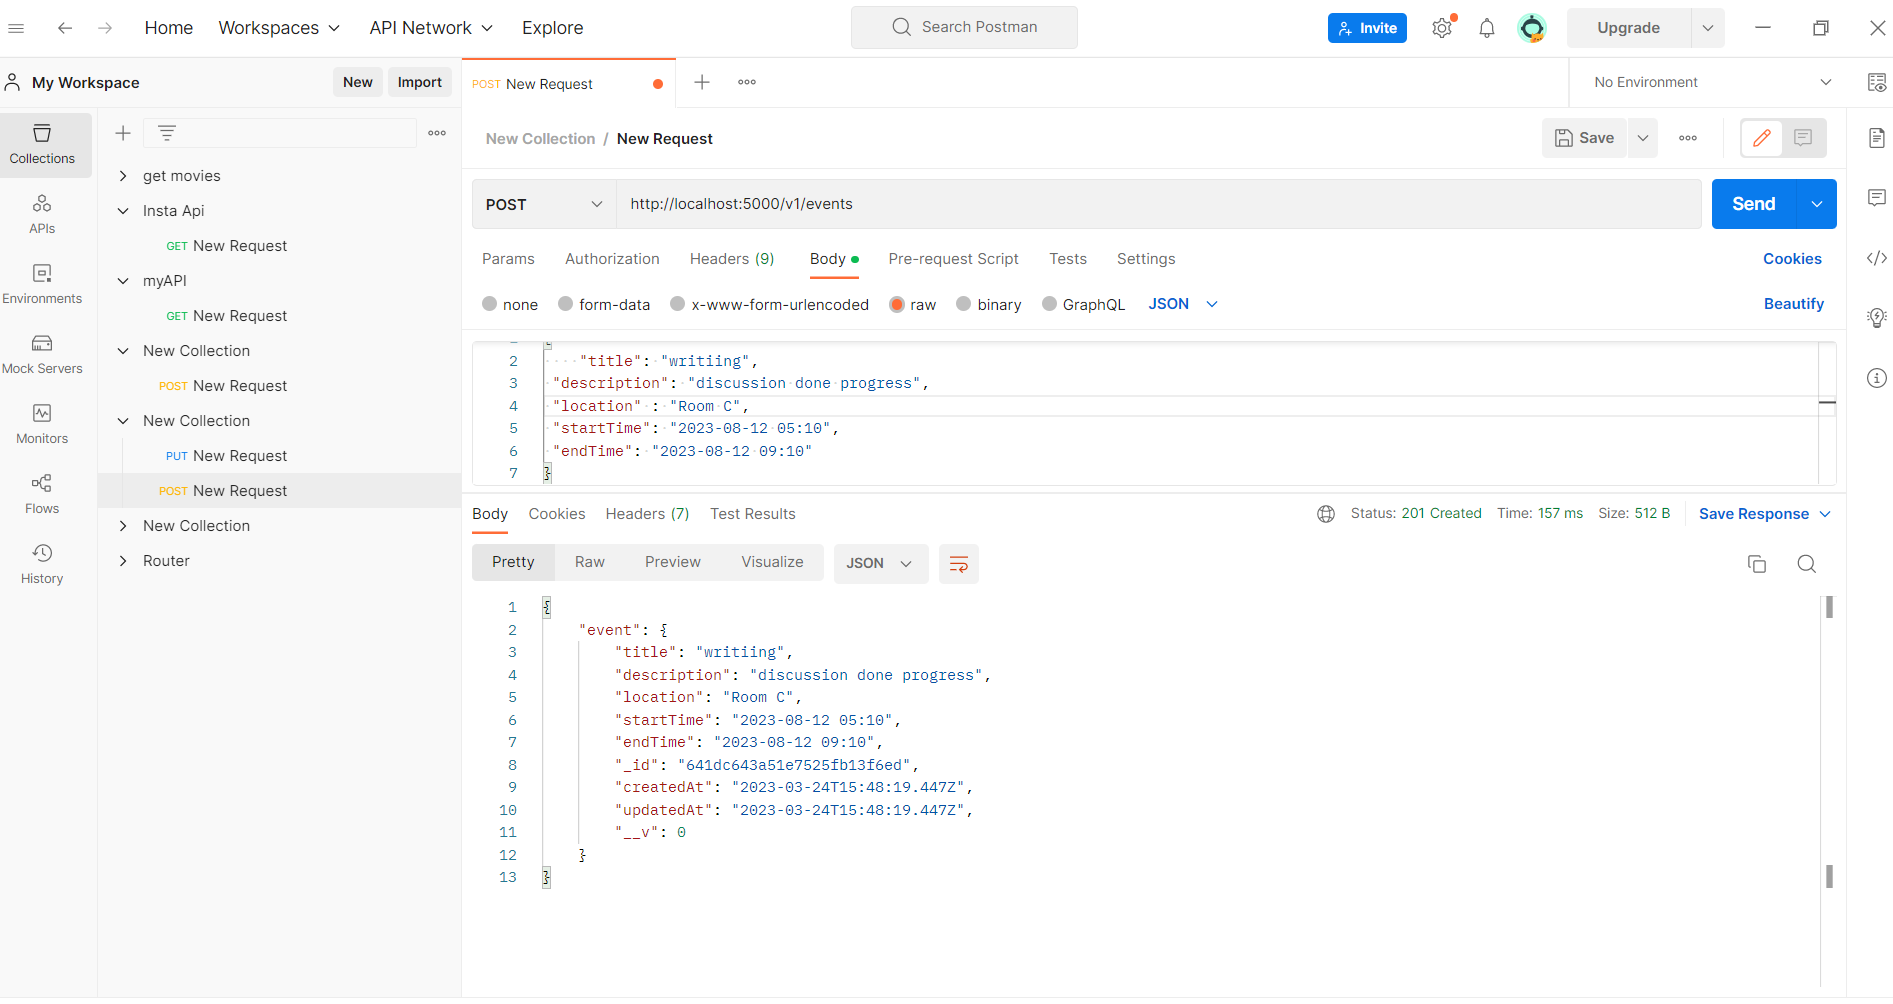 Home Workspaces API Network Explore Search Postman Invite Upgrade
My Workspace New Import POST New Request No Environment
Collections
APIs
Environments
Mock Servers
Monitors
Flows
History
get movies
Insta Api
GET New Request
myAPI
GET New Request
New Collection
POST New Request
New Collection
PUT New Request
POST New Request
New Collection
Router
New Collection / New Request Save
POST http://localhost:5000/v1/events Send
Params Authorization Headers (9) Body Pre-request Script Tests Settings Cookies
none form-data x-www-form-urlencoded raw binary GraphQL JSON Beautify
2 "title": "writiing",
3 "description": "discussion done progress",
4 "location" : "Room C",
5 "startTime": "2023-08-12 05:10",
6 "endTime": "2023-08-12 09:10"
7 }
Body Cookies Headers (7) Test Results Status: 201 Created Time: 157 ms Size: 512 B Save Response
Pretty Raw Preview Visualize JSON
1 {
2 "event": {
3 "title": "writiing",
4 "description": "discussion done progress",
5 "location": "Room C",
6 "startTime": "2023-08-12 05:10",
7 "endTime": "2023-08-12 09:10",
8 "_id": "641dc643a51e7525fb13f6ed",
9 "createdAt": "2023-03-24T15:48:19.447Z",
10 "updatedAt": "2023-03-24T15:48:19.447Z",
11 "__v": 0
12 }
13 }